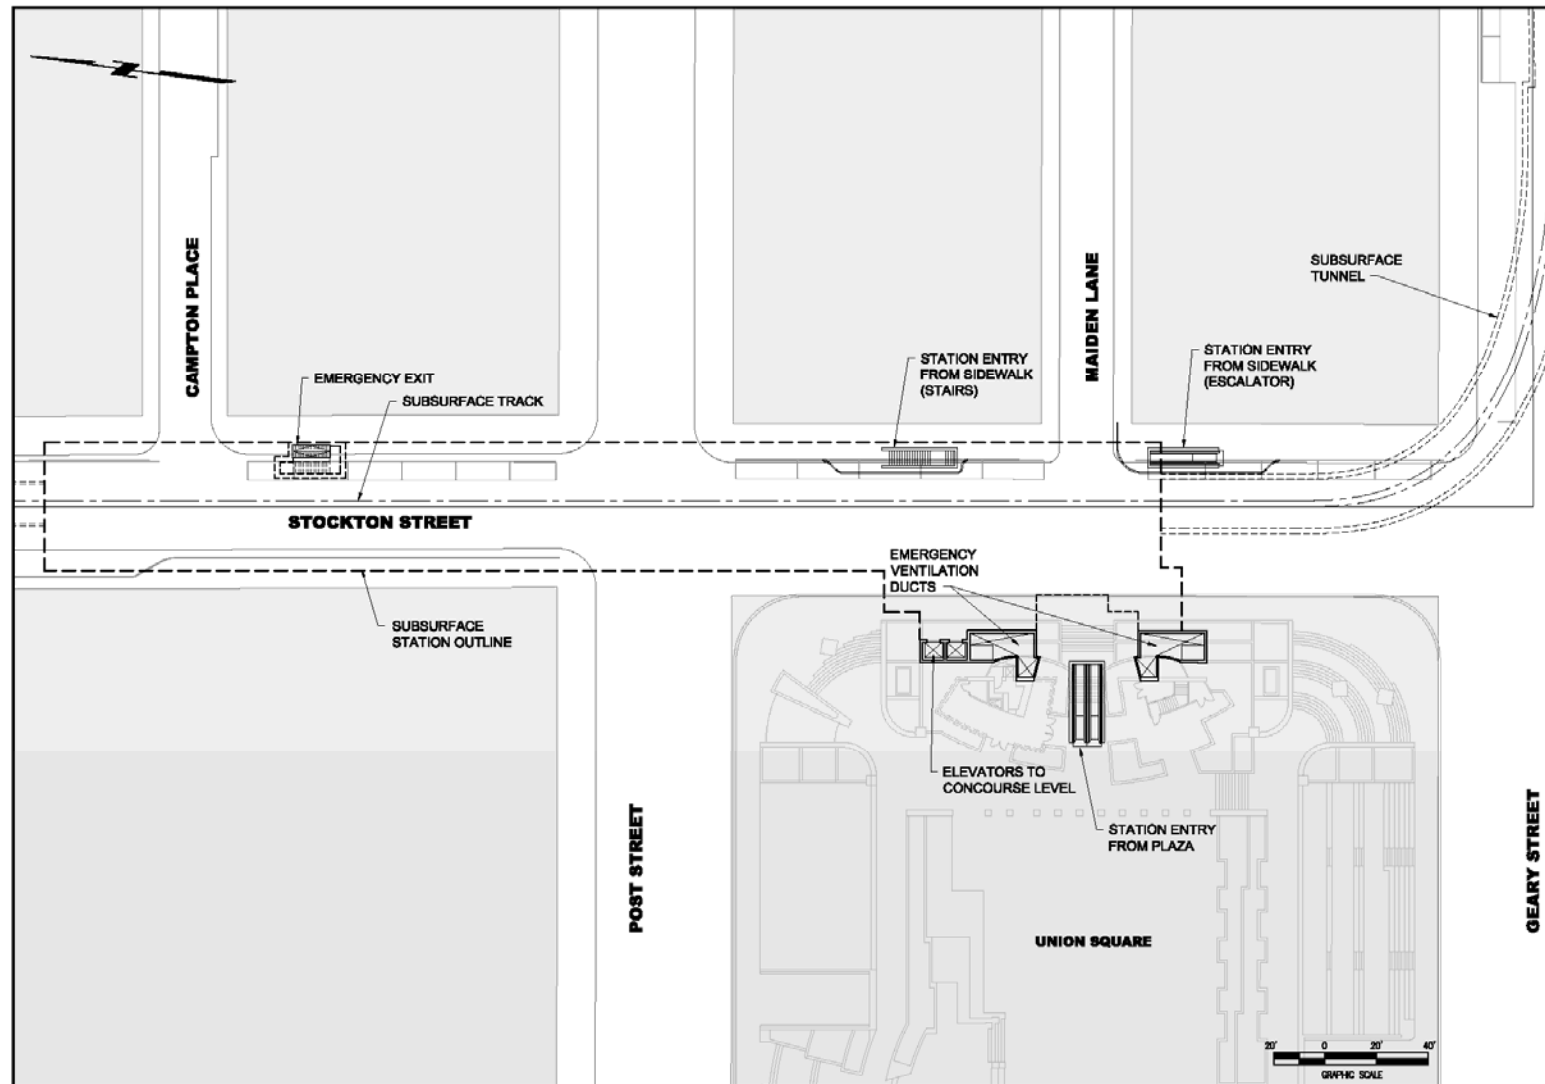 SUBSURFACE
TUNNEL
CAMPTON PLACE
MAIDEN LANE
STATION ENTRY
FROM SIDEWALK
(STAIRS)
STATION ENTRY
FROM SIDEWALK
(ESCALATOR)
EMERGENCY EXIT
SUBSURFACE TRACK
STOCKTON STREET
EMERGENCY
VENTILATION
DUCTS
SUBSURFACE
STATION OUTLINE
ELEVATORS TO
CONCOURSE LEVEL
STATION ENTRY
FROM PLAZA
POST STREET
GEARY STREET
UNION SQUARE
20' 0 20' 40'
GRAPHIC SCALE